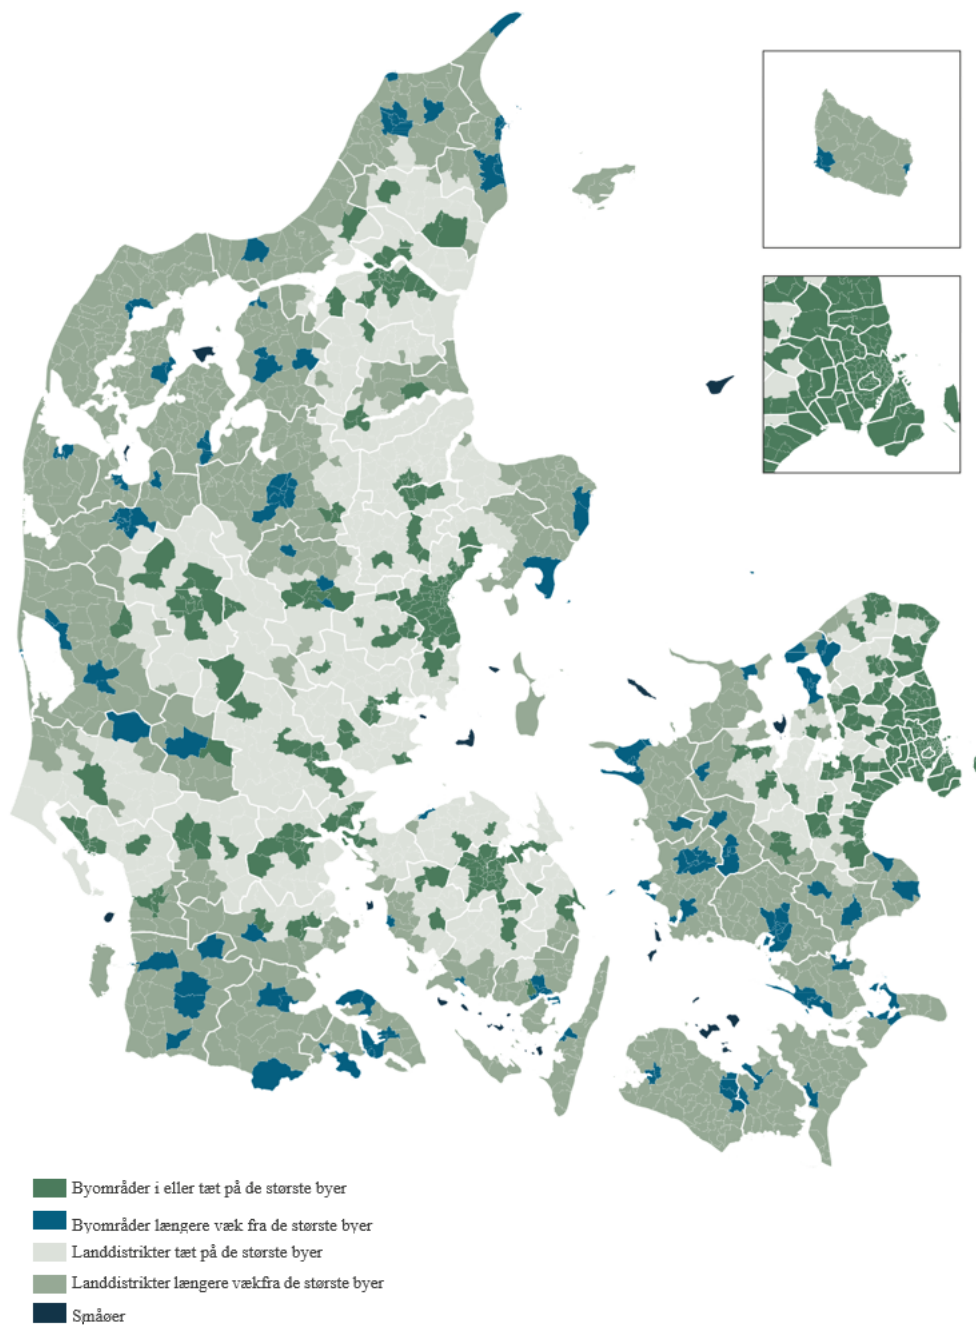 Byområder i eller tæt på de største byer
Byområder længere væk fra de største byer
Landdistrikter tæt på de største byer
Landdistrikter længere vækfra de største byer
Småøer